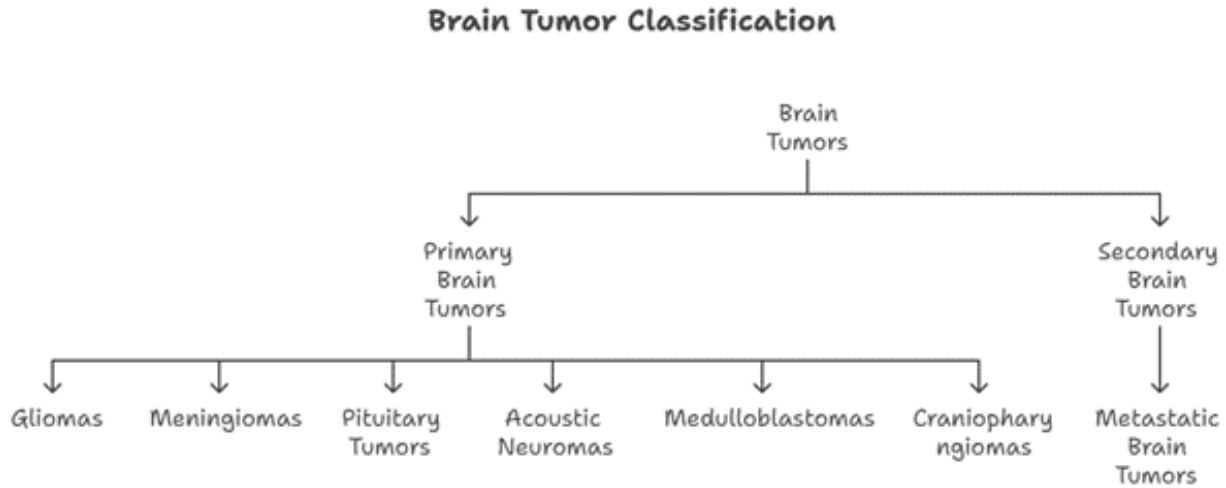 Brain Tumor Classification
Brain
Tumors
Primary
Brain
Tumors
Secondary
Brain
Tumors
Gliomas
Meningiomas
Pituitary
Tumors
Acoustic
Neuromas
Medulloblastomas
Craniophary
ngiomas
Metastatic
Brain
Tumors